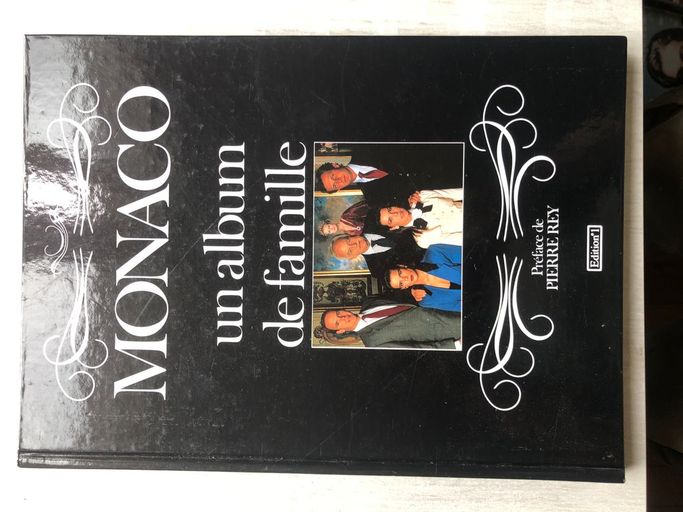 MONACO
un album
de famille
Préface de
PIERRE REY
Edition°1